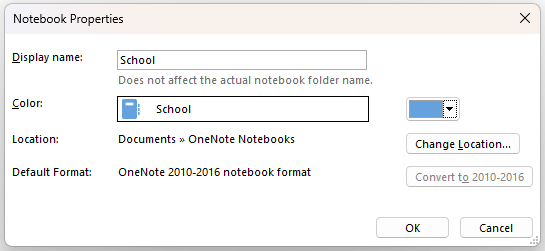 Notebook Properties
Display name: School
Does not affect the actual notebook folder name.
Color: School
Location: Documents » OneNote Notebooks Change Location...
Default Format: OneNote 2010-2016 notebook format Convert to 2010-2016
OK Cancel